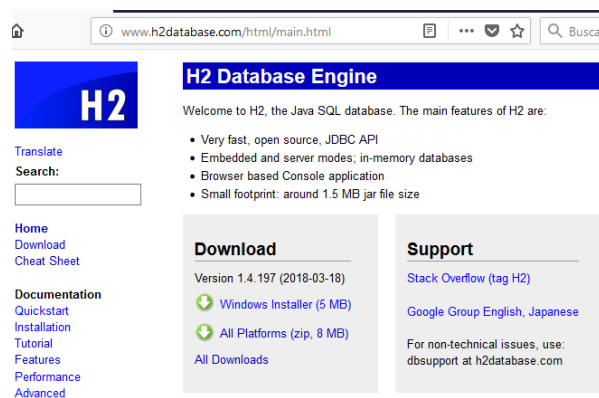 www.h2database.com/html/main.html
Busca
H2
Translate
Search:
Home
Download
Cheat Sheet
Documentation
Quickstart
Installation
Tutorial
Features
Performance
Advanced
H2 Database Engine
Welcome to H2, the Java SQL database. The main features of H2 are:
• Very fast, open source, JDBC API
• Embedded and server modes; in-memory databases
• Browser based Console application
• Small footprint: around 1.5 MB jar file size
Download
Version 1.4.197 (2018-03-18)
Windows Installer (5 MB)
All Platforms (zip, 8 MB)
All Downloads
Support
Stack Overflow (tag H2)
Google Group English, Japanese
For non-technical issues, use:
dbsupport at h2database.com